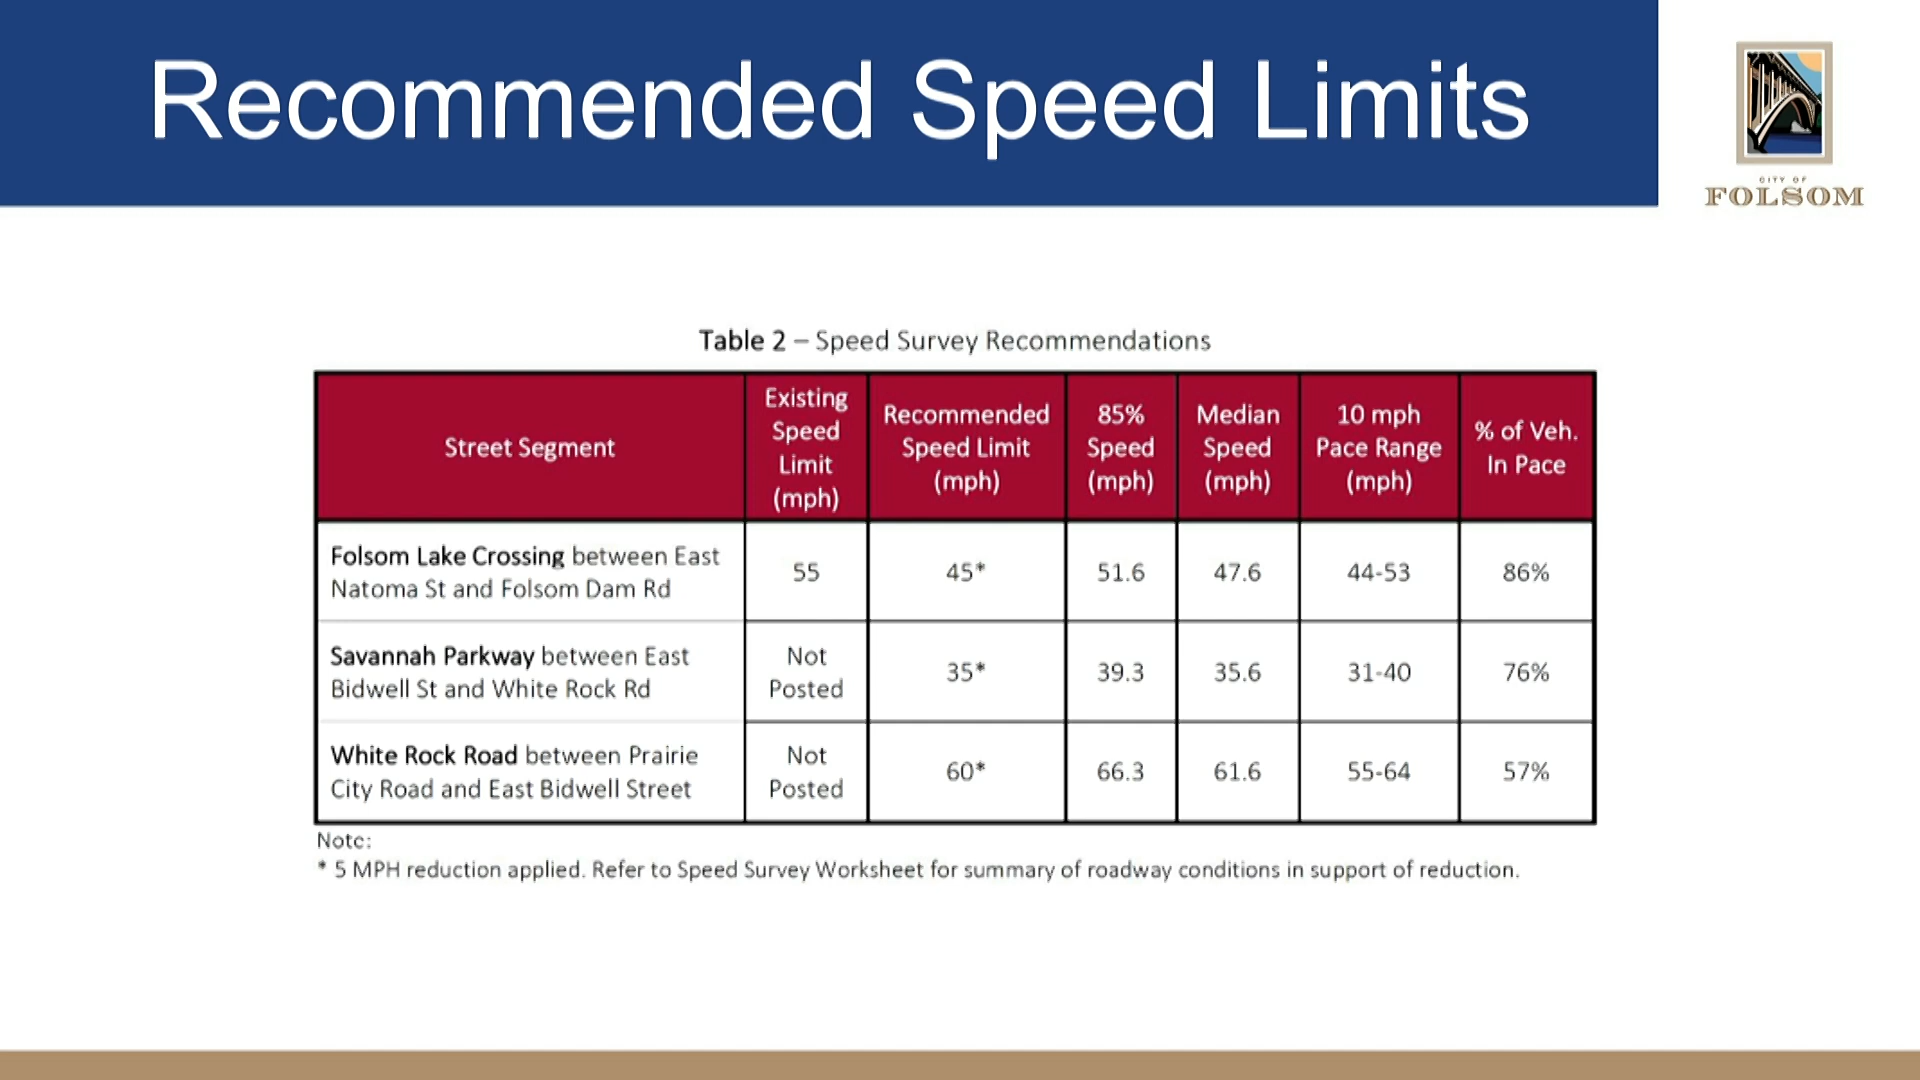 Recommended Speed Limits
CITY OF
FOLSOM
Table 2 – Speed Survey Recommendations
Street Segment
Existing
Speed
Limit
(mph)
Recommended
Speed Limit
(mph)
85%
Speed
(mph)
Median
Speed
(mph)
10 mph
Pace Range
(mph)
% of Veh.
In Pace
Folsom Lake Crossing between East
Natoma St and Folsom Dam Rd
55
45*
51.6
47.6
44-53
86%
Savannah Parkway between East
Bidwell St and White Rock Rd
Not
Posted
35*
39.3
35.6
31-40
76%
White Rock Road between Prairie
City Road and East Bidwell Street
Not
Posted
60*
66.3
61.6
55-64
57%
Note:
* 5 MPH reduction applied. Refer to Speed Survey Worksheet for summary of roadway conditions in support of reduction.